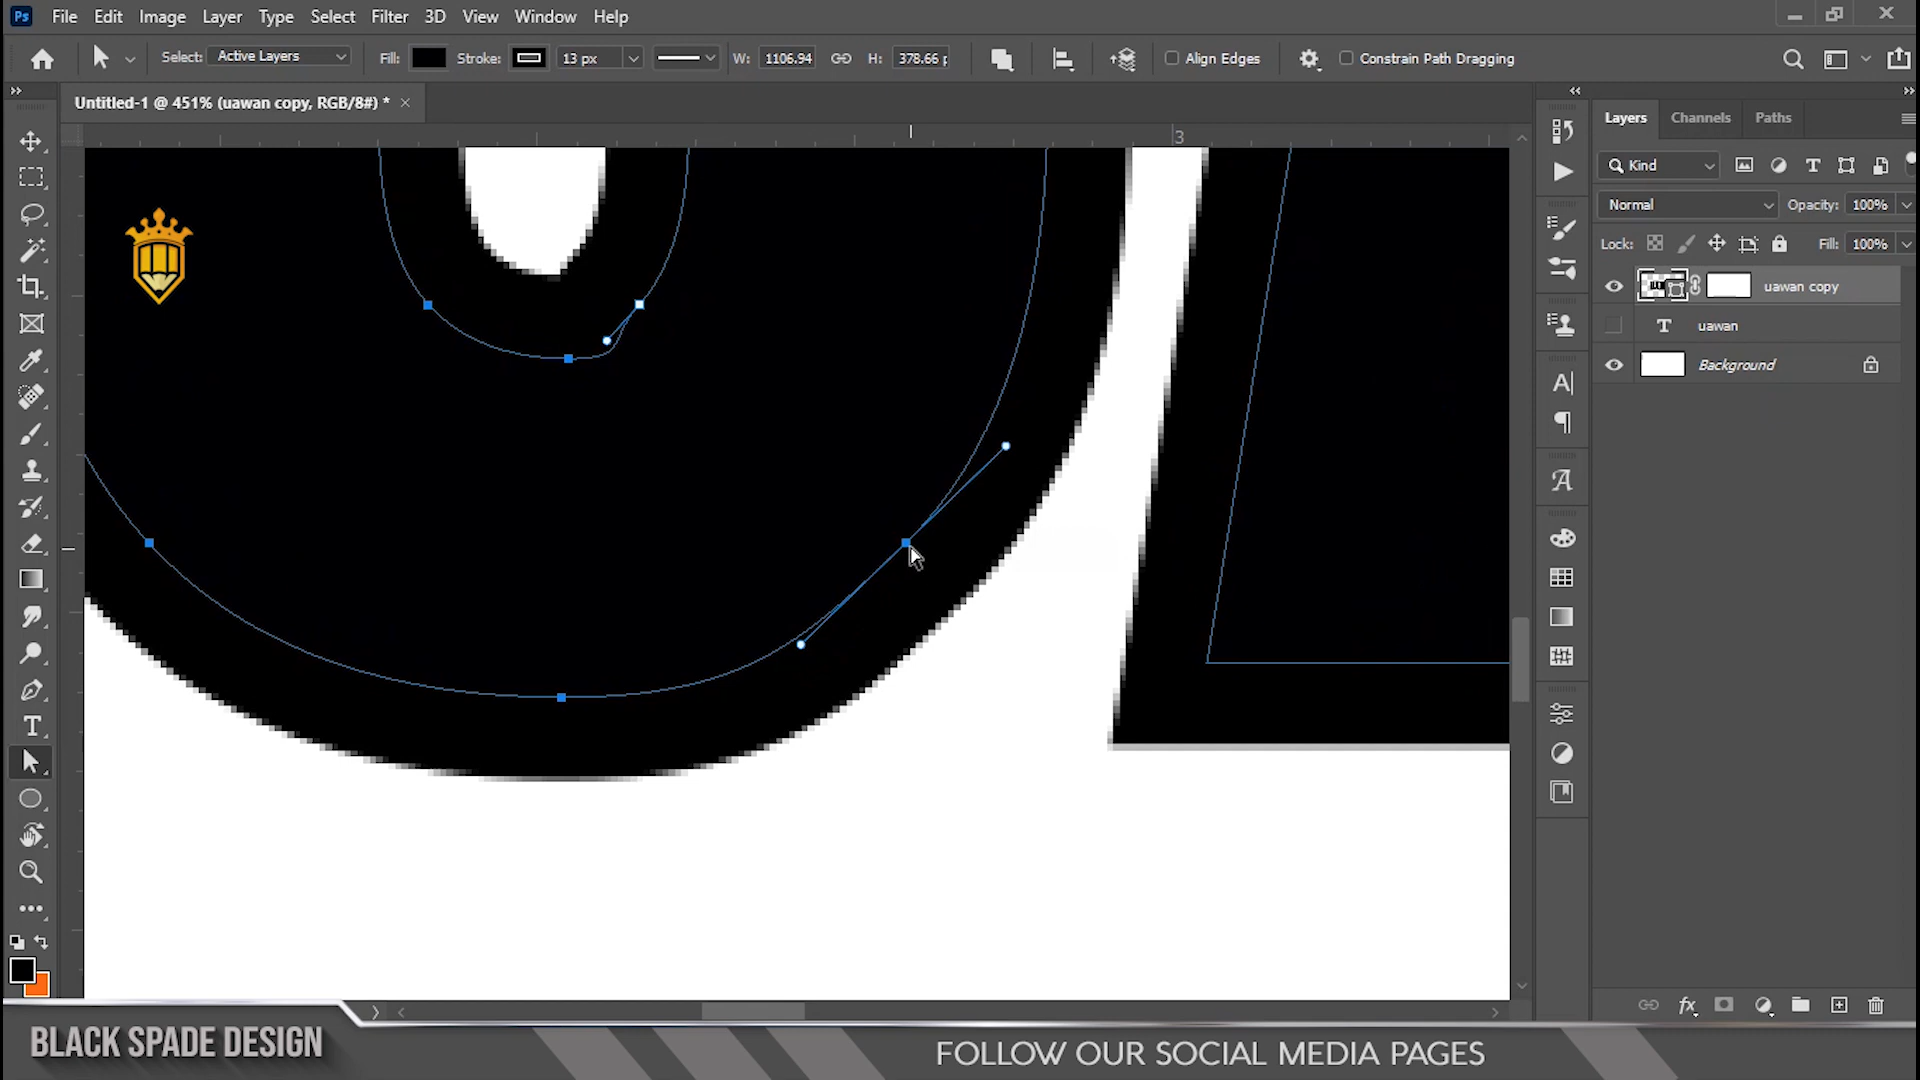 Ps File Edit Image Layer Type Select Filter 3D View Window Help
Select: Active Layers Fill: Stroke: 13 px W: 1106.94 H: 378.66 p Align Edges Constrain Path Dragging
Untitled-1 @ 451% (uawan copy, RGB/8#) * ×
3
Layers Channels Paths
Kind
Normal Opacity: 100%
Lock: Fill: 100%
uawan copy
uawan
Background
BLACK SPADE DESIGN
FOLLOW OUR SOCIAL MEDIA PAGES